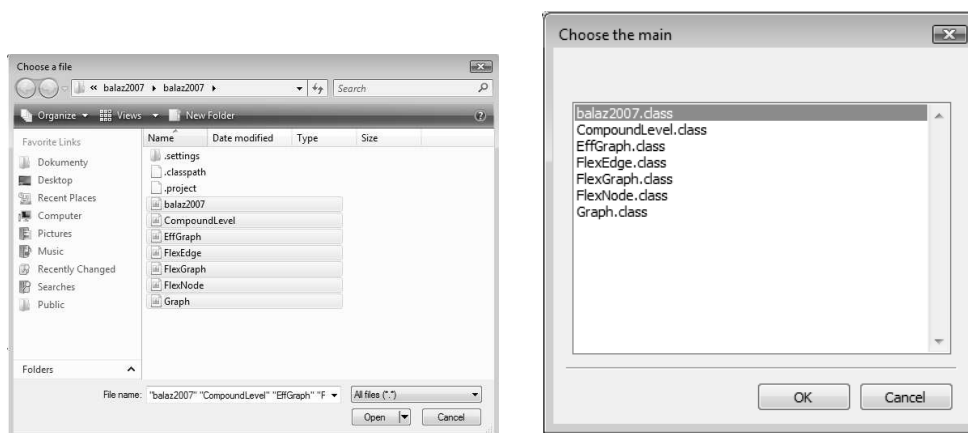 Choose a file
« balaz2007 ▸ balaz2007 ▸
Search
Organize Views New Folder
Favorite Links
Dokumenty
Desktop
Recent Places
Computer
Pictures
Music
Recently Changed
Searches
Public
Folders
Name Date modified Type Size
.settings
.classpath
.project
balaz2007
CompoundLevel
EffGraph
FlexEdge
FlexGraph
FlexNode
Graph
File name: "balaz2007" "CompoundLevel" "EffGraph" "F
All files (*.*)
Open Cancel
Choose the main
balaz2007.class
CompoundLevel.class
EffGraph.class
FlexEdge.class
FlexGraph.class
FlexNode.class
Graph.class
OK Cancel